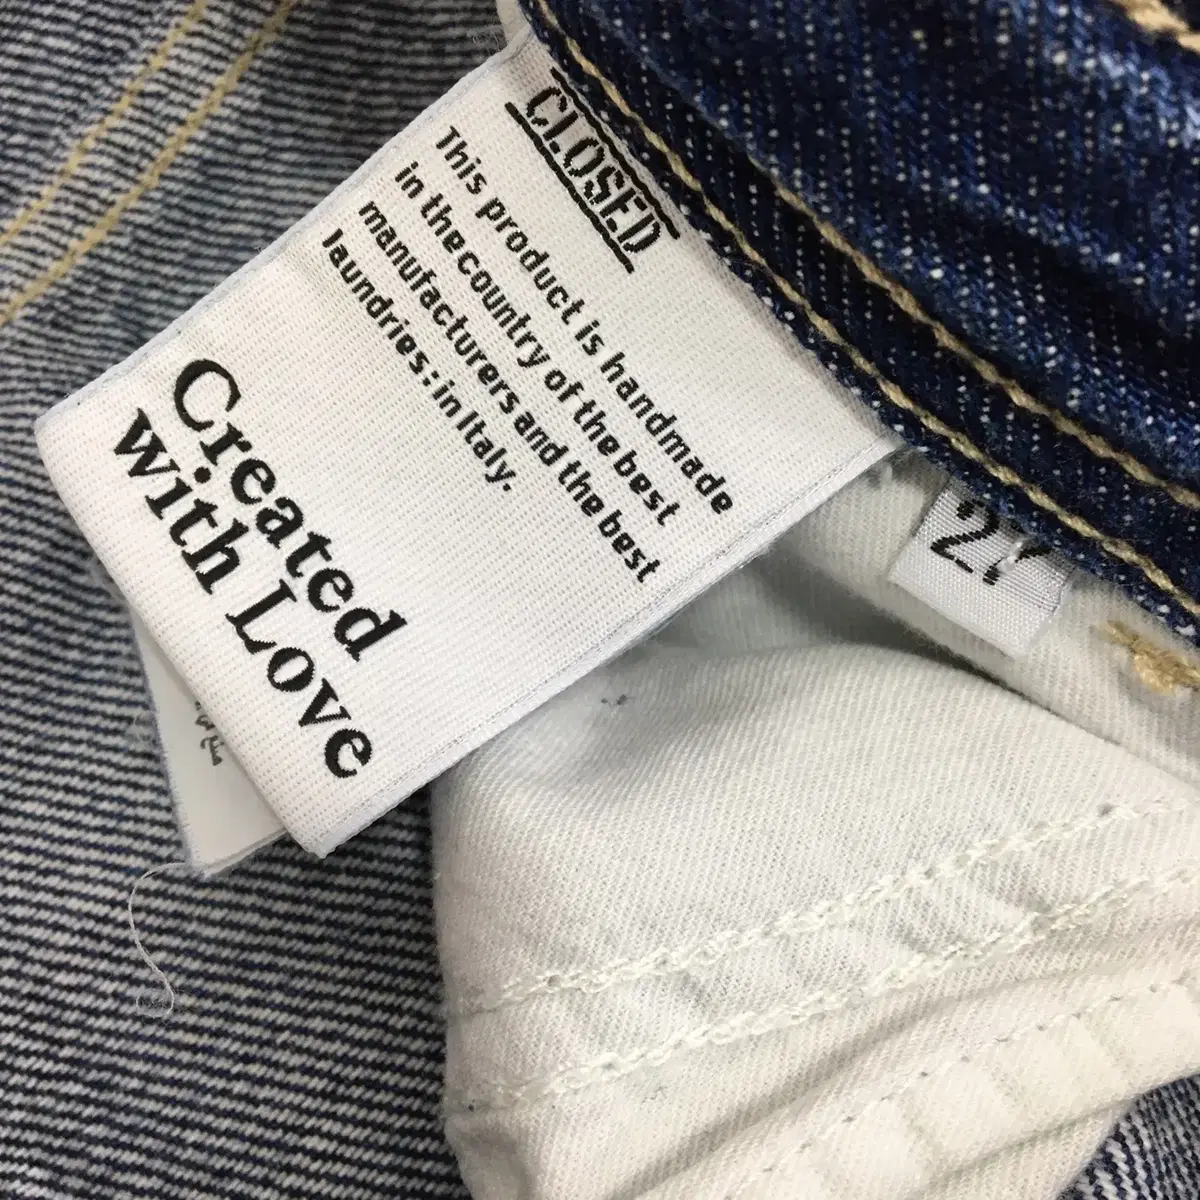 CLOSED
This product is handmade
in the country of the best
manufacturers and the best
laundries: in Italy.
Created
with Love
27